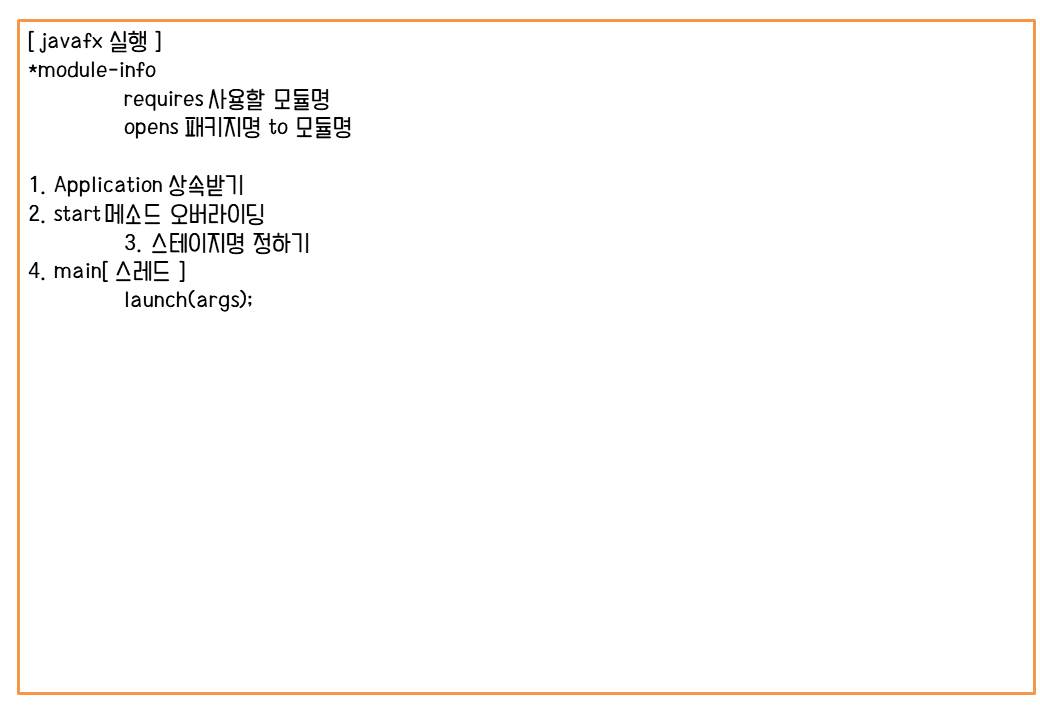 [ javafx 실행 ]
*module-info
requires 사용할 모듈명
opens 패키지명 to 모듈명
1. Application 상속받기
2. start 메소드 오버라이딩
3. 스테이지명 정하기
4. main[ 스레드 ]
launch(args);